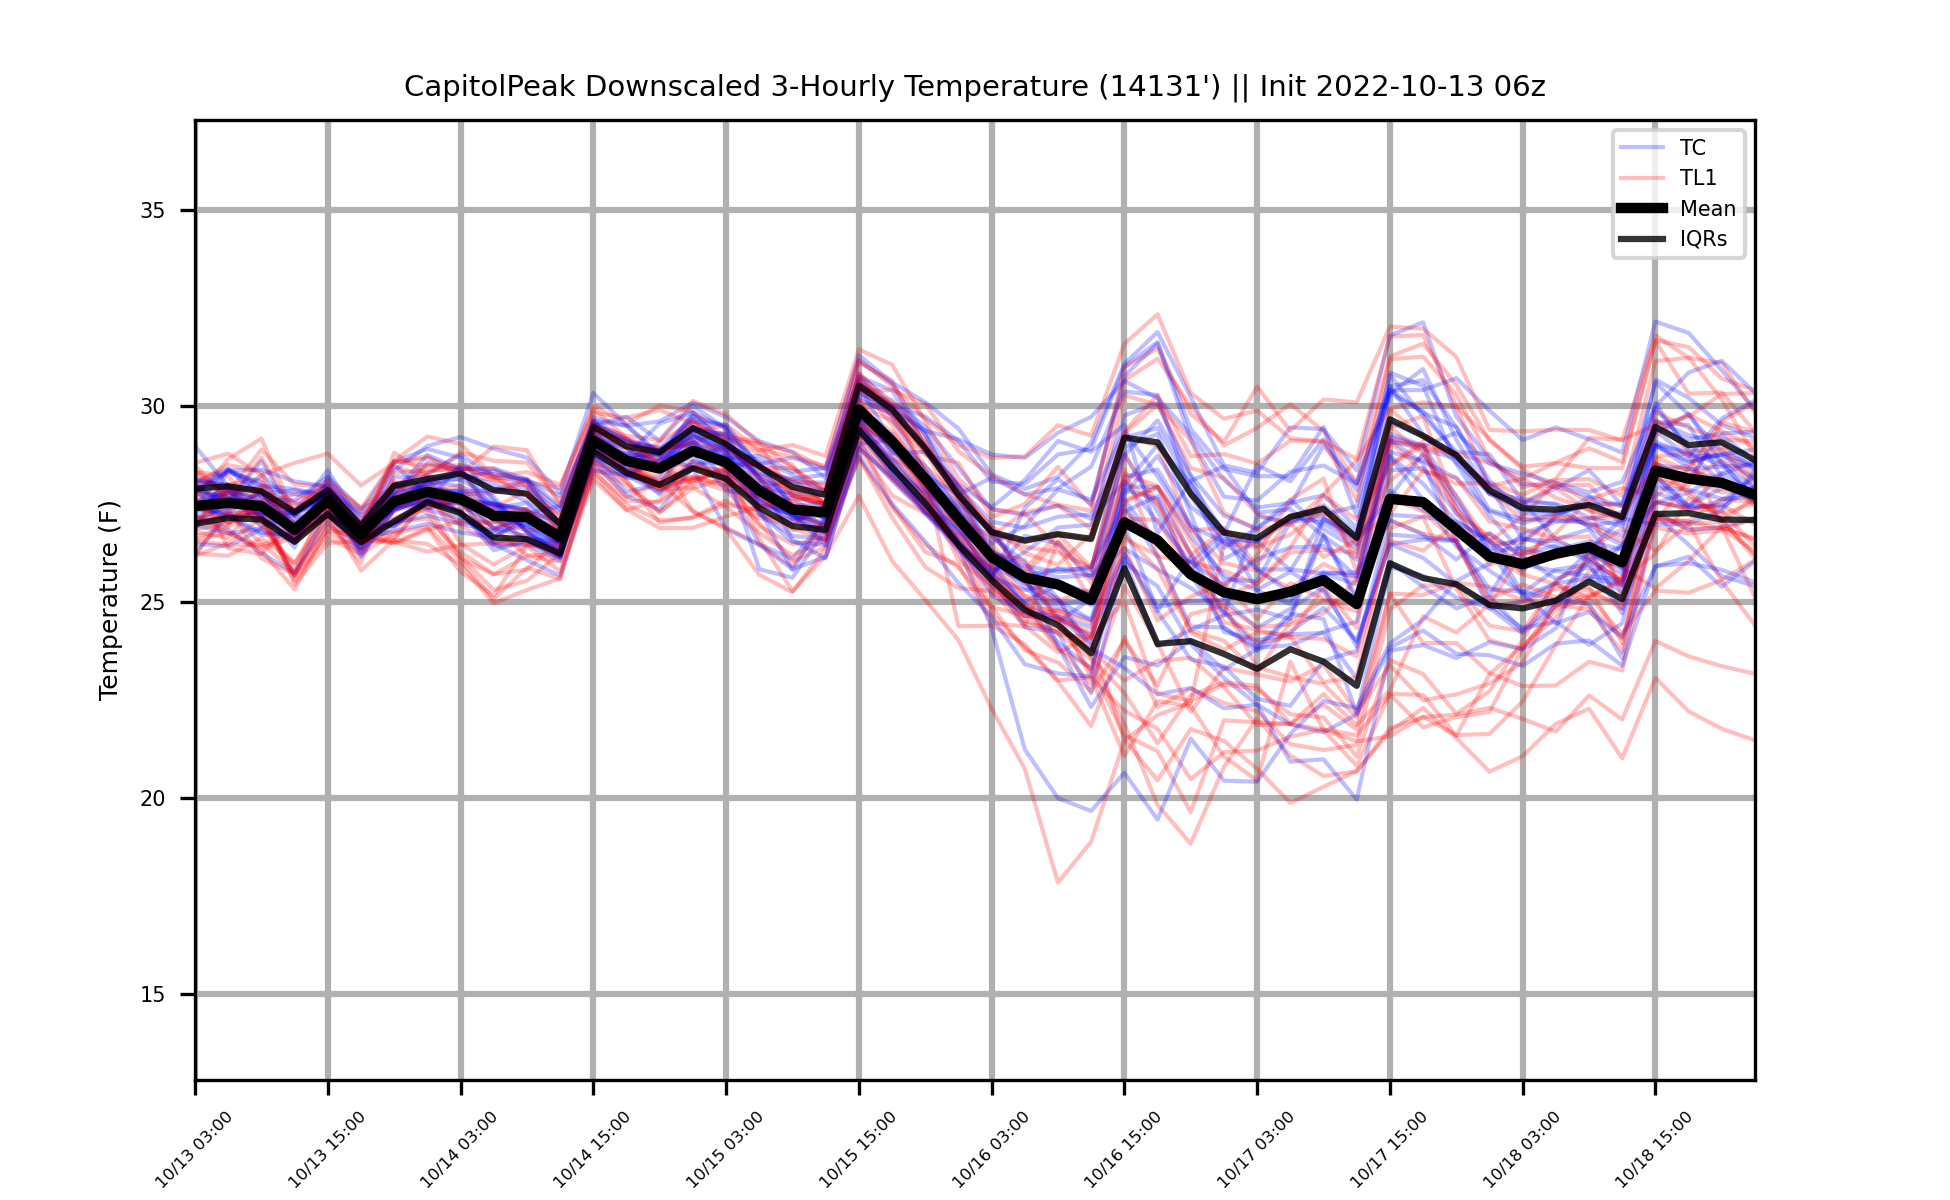 CapitolPeak Downscaled 3-Hourly Temperature (14131') || Init 2022-10-13 06z
TC
TL1
Mean
IQRs
Temperature (F)
35
30
25
20
15
10/13 03:00
10/13 15:00
10/14 03:00
10/14 15:00
10/15 03:00
10/15 15:00
10/16 03:00
10/16 15:00
10/17 03:00
10/17 15:00
10/18 03:00
10/18 15:00